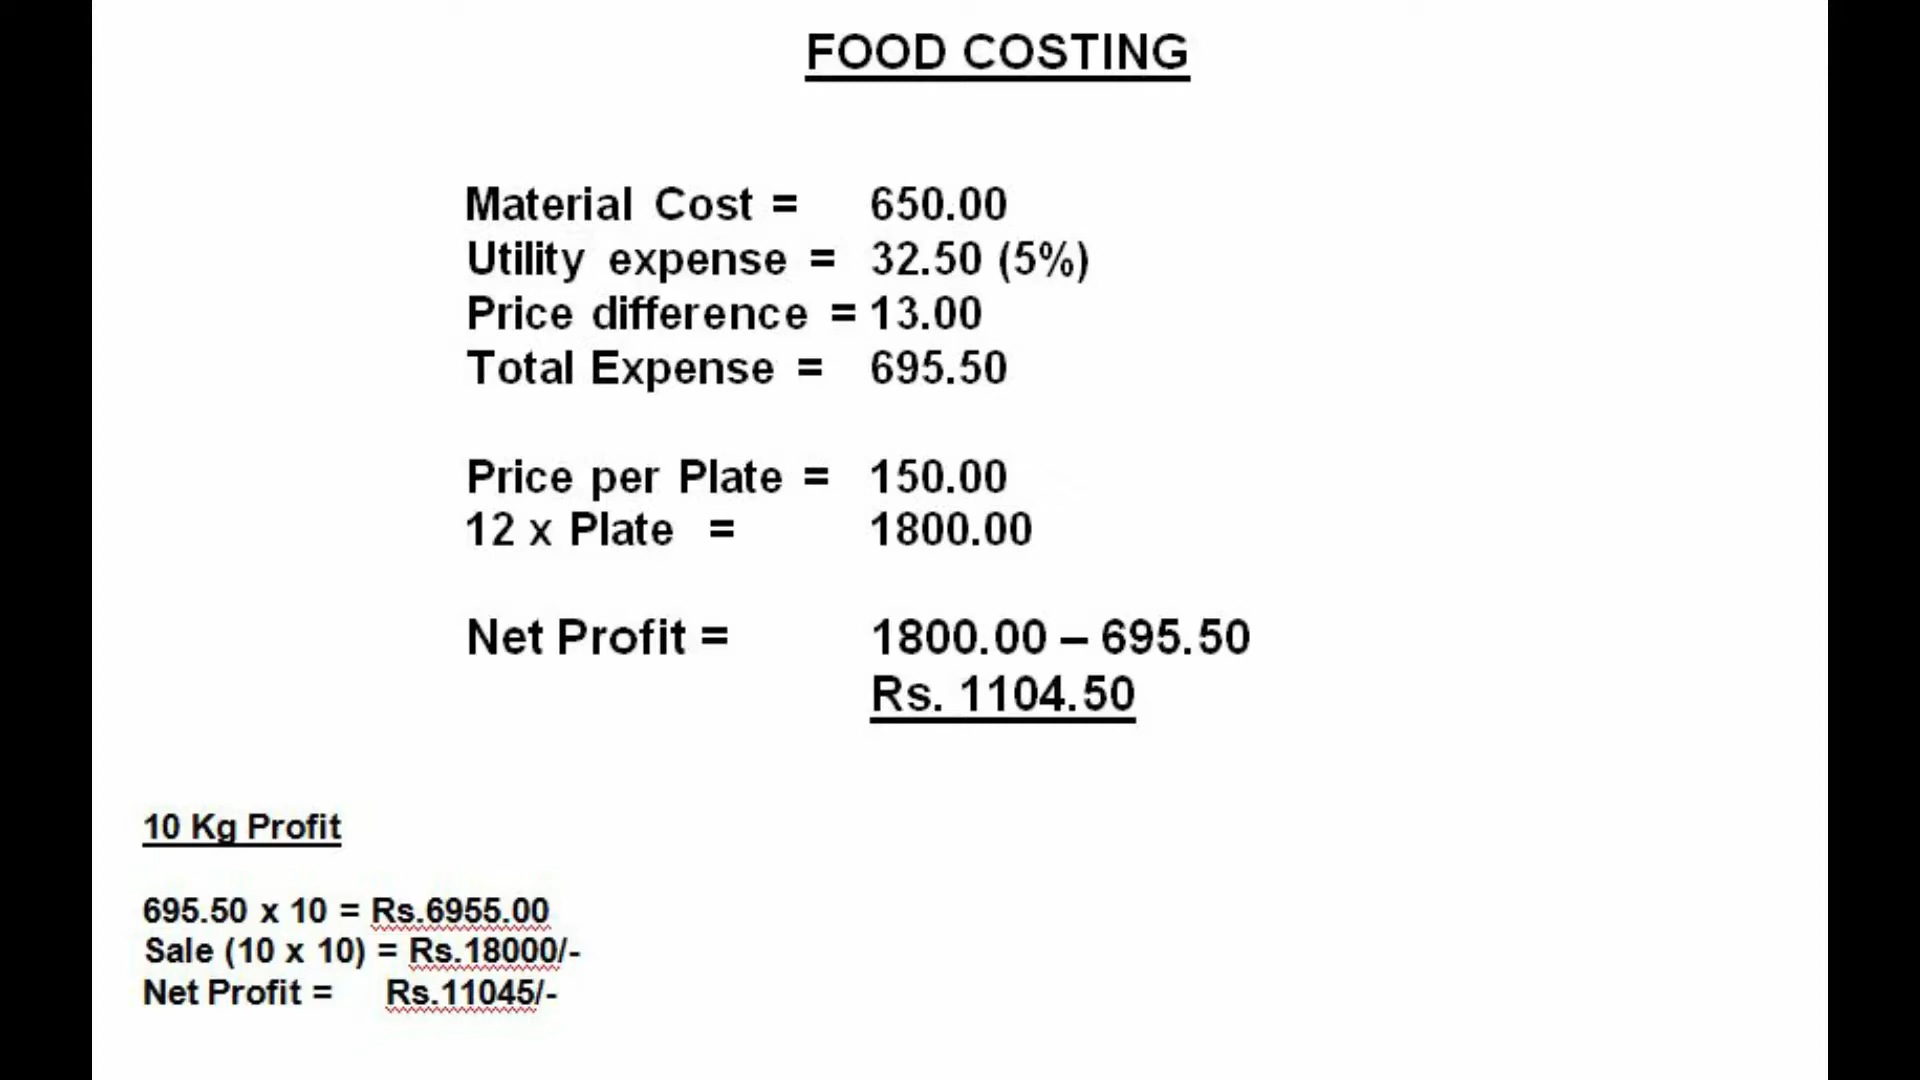 FOOD COSTING
Material Cost = 650.00
Utility expense = 32.50 (5%)
Price difference = 13.00
Total Expense = 695.50
Price per Plate = 150.00
12 x Plate = 1800.00
Net Profit = 1800.00 – 695.50
Rs. 1104.50
10 Kg Profit
695.50 x 10 = Rs.6955.00
Sale (10 x 10) = Rs.18000/-
Net Profit = Rs.11045/-